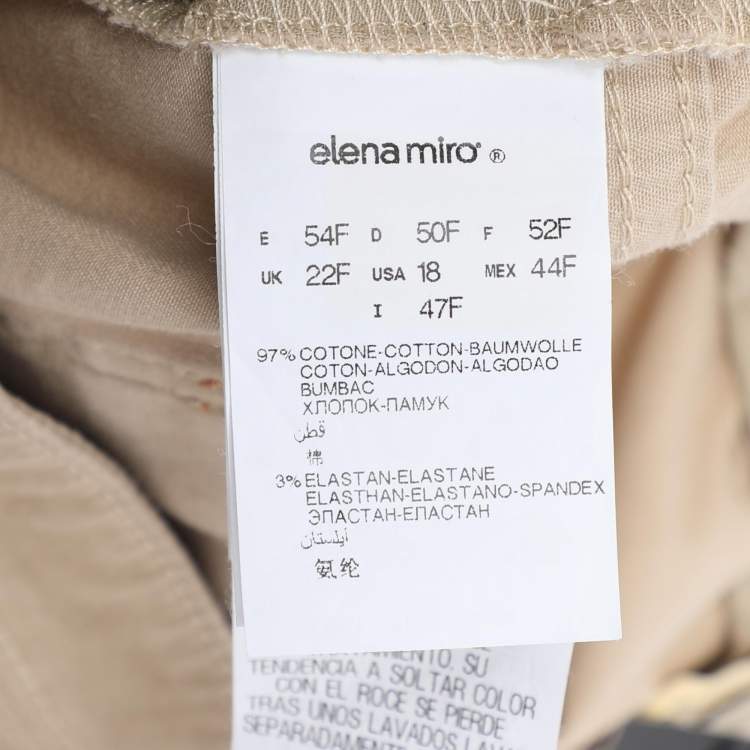 elena miro ®
E 54F D 50F F 52F
UK 22F USA 18 MEX 44F
I 47F
97% COTONE-COTTON-BAUMWOLLE
COTON-ALGODON-ALGODAO
BUMBAC
ХЛОПОК-ПАМУК
قطن
棉
3% ELASTAN-ELASTANE
ELASTHAN-ELASTANO-SPANDEX
ЭЛАСТАН-ЕЛАСТАН
أيلستان
氨纶
SU
TENDENCIA A SOLTAR COLOR
CON EL ROCE SE PIERDE
TRAS UNOS LAVADOS
SEPARADAMENTE